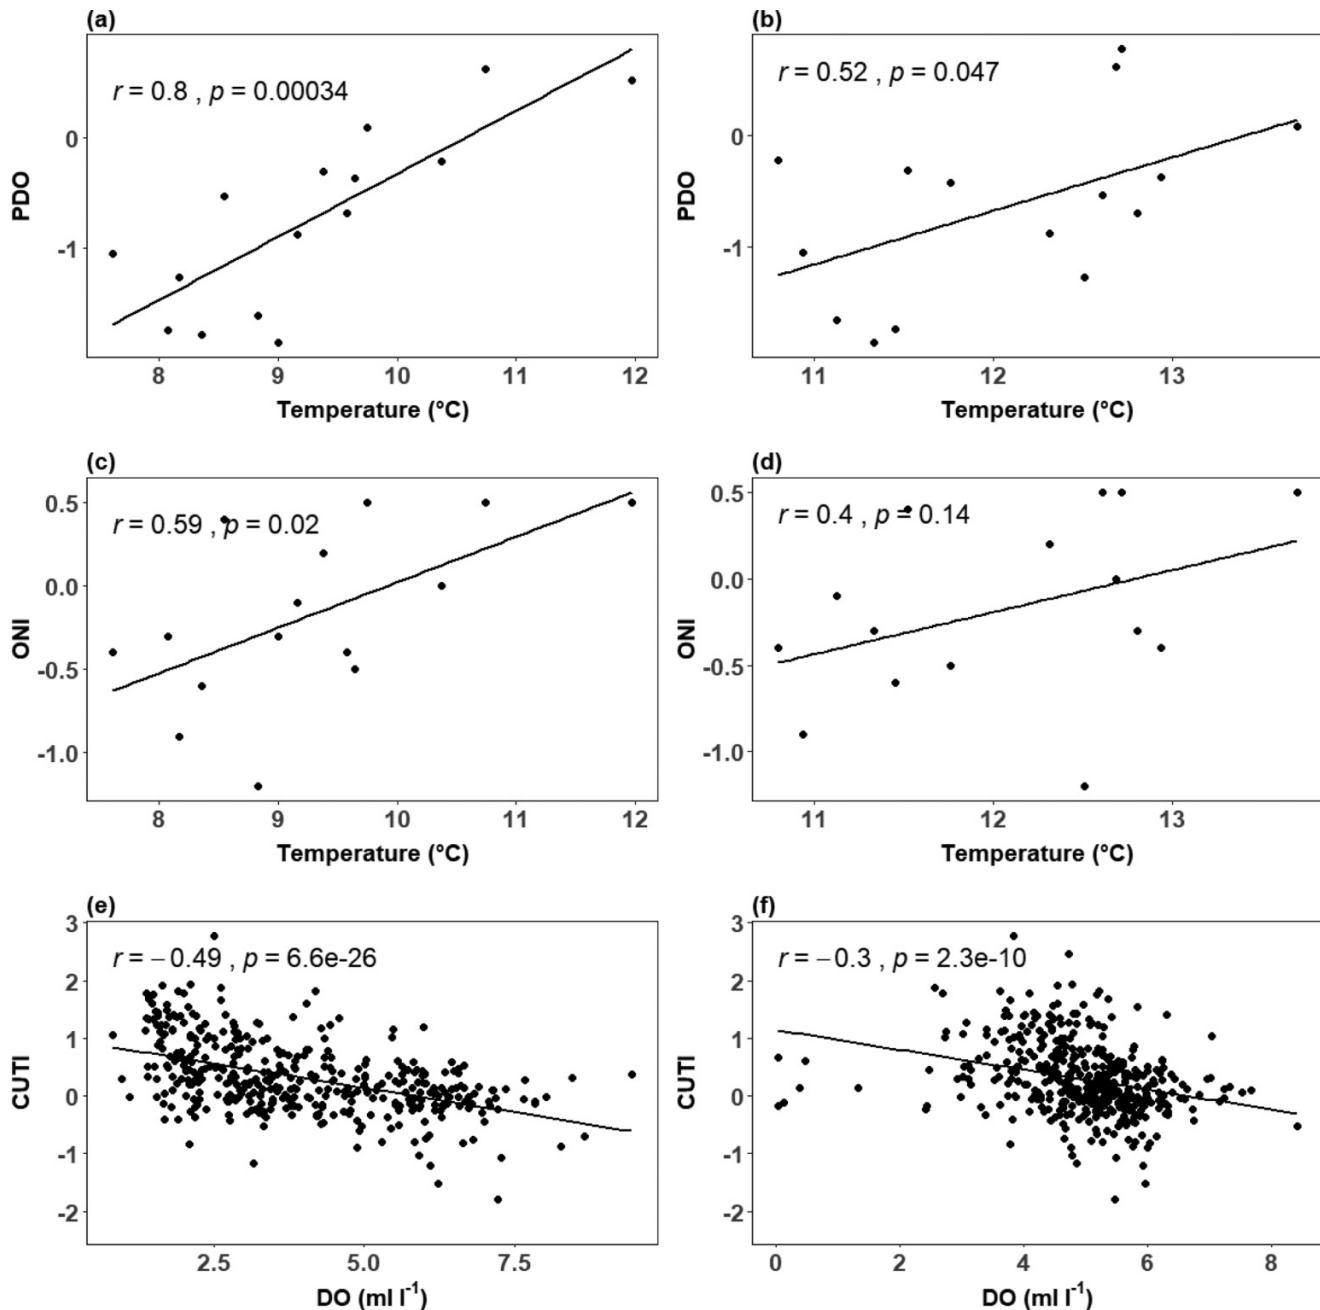 (a)
r = 0.8 , p = 0.00034
0
-1
PDO
8 9 10 11 12
Temperature (°C)
(b)
r = 0.52 , p = 0.047
0
-1
PDO
11 12 13
Temperature (°C)
(c)
r = 0.59 , p = 0.02
0.5
0.0
-0.5
-1.0
ONI
8 9 10 11 12
Temperature (°C)
(d)
r = 0.4 , p = 0.14
0.5
0.0
-0.5
-1.0
ONI
11 12 13
Temperature (°C)
(e)
r = −0.49 , p = 6.6e-26
3
2
1
0
-1
-2
CUTI
2.5 5.0 7.5
DO (ml l⁻¹)
(f)
r = −0.3 , p = 2.3e-10
3
2
1
0
-1
-2
CUTI
0 2 4 6 8
DO (ml l⁻¹)